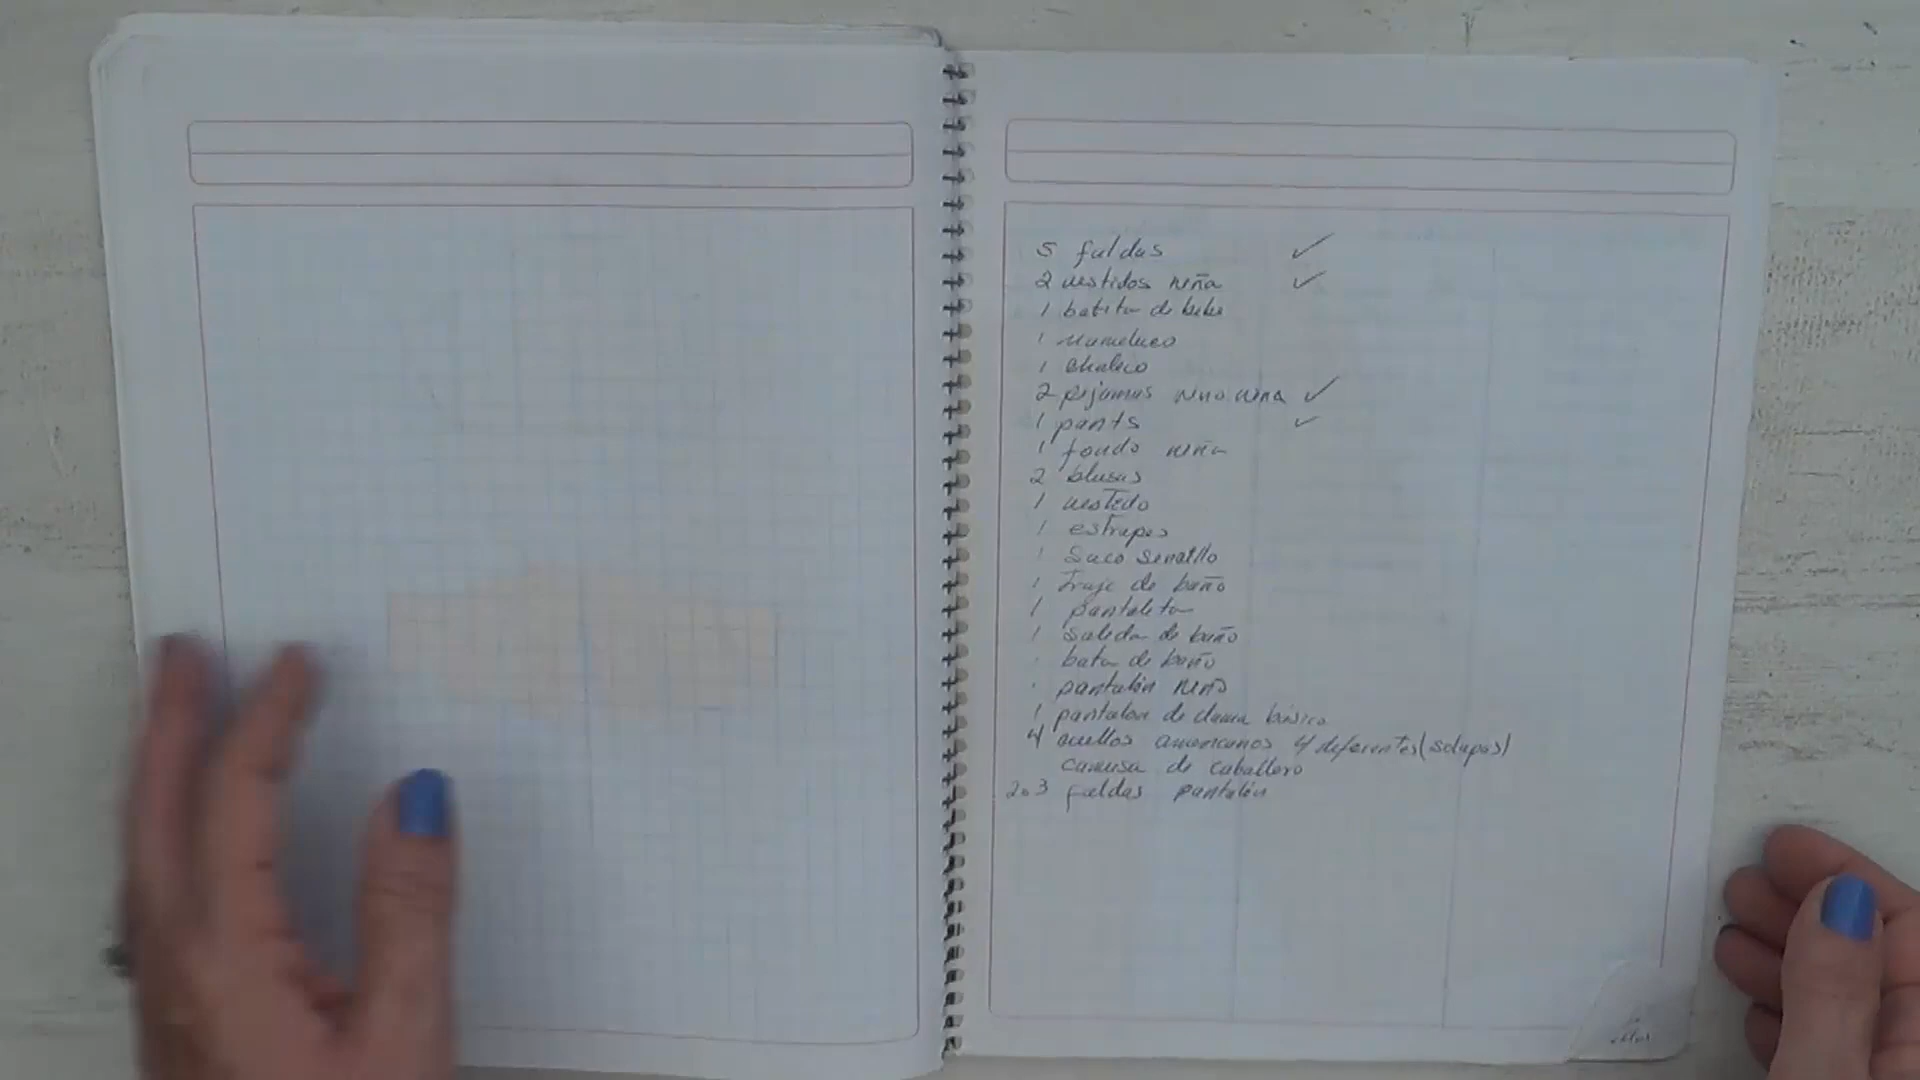 5 faldas ✓
2 vestidos niña ✓
1 batita de bebe
1 mameluco
1 chaleco
2 pijamas niño niña ✓
1 pants ✓
1 fondo niña
2 blusas
1 vestido
1 estrapes
1 saco sencillo
1 traje de baño
1 pantaleta
1 salida de baño
bata de baño
pantalón niño
1 pantalon de dama básico
4 cuellos americanos 4 diferentes (solapas)
camisa de caballero
2 o 3 faldas pantalón